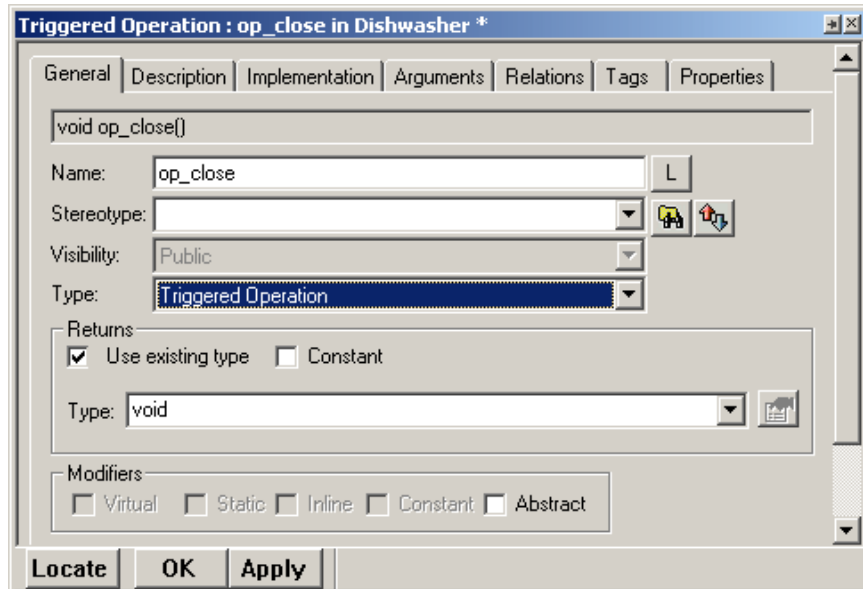 Triggered Operation : op_close in Dishwasher *
General Description Implementation Arguments Relations Tags Properties
void op_close()
Name: op_close L
Stereotype:
Visibility: Public
Type: Triggered Operation
Returns
Use existing type Constant
Type: void
Modifiers
Virtual Static Inline Constant Abstract
Locate OK Apply